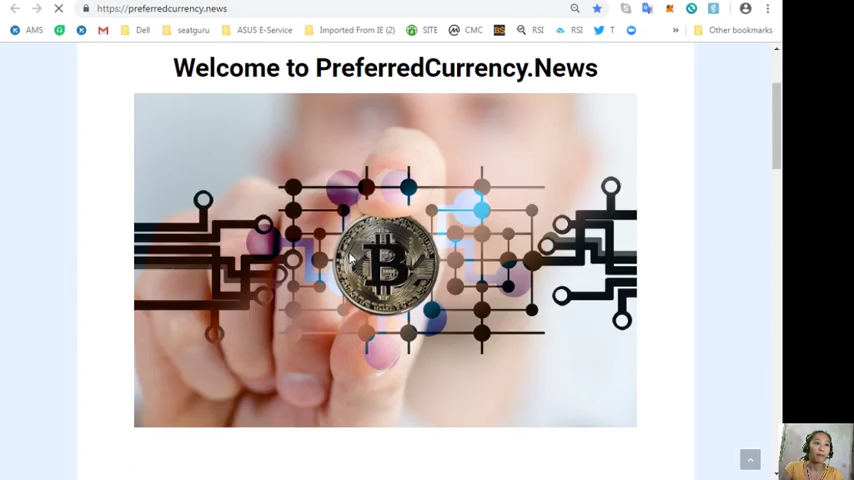 https://preferredcurrency.news
AMS
Dell
seatguru
ASUS E-Service
Imported From IE (2)
SITE
CMC
BS
RSI
RSI
T
»
Other bookmarks
Welcome to PreferredCurrency.News